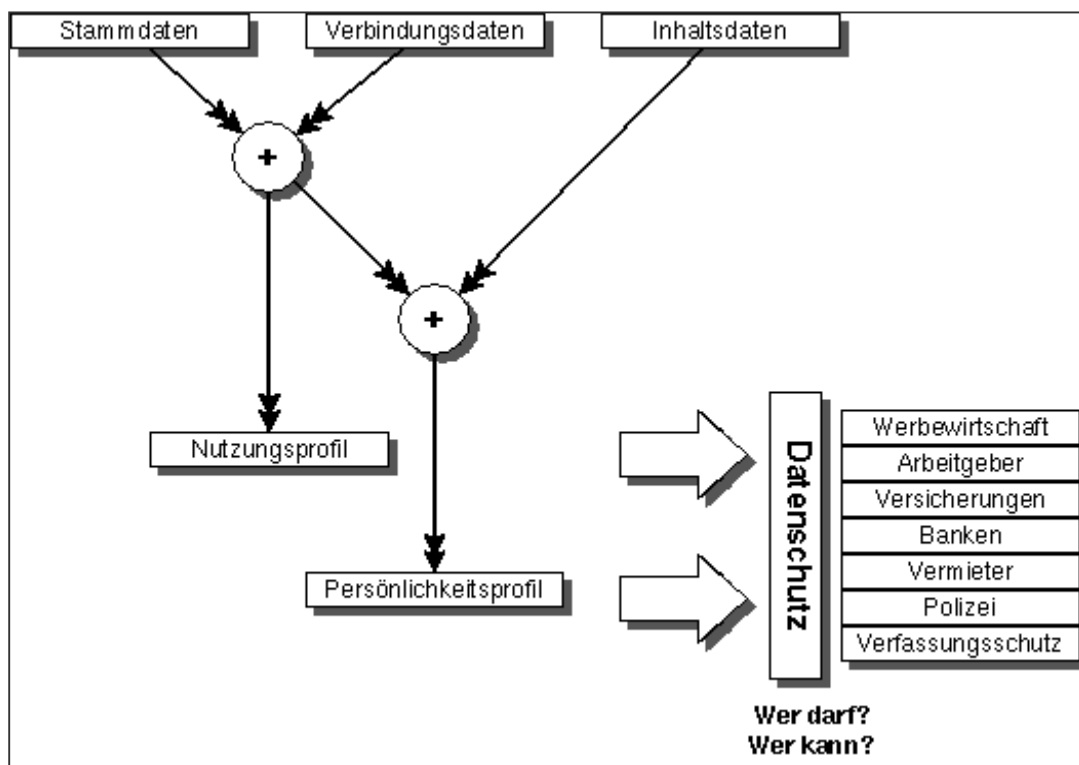 Stammdaten
Verbindungsdaten
Inhaltsdaten
+
+
Nutzungsprofil
Persönlichkeitsprofil
Datenschutz
Werbewirtschaft
Arbeitgeber
Versicherungen
Banken
Vermieter
Polizei
Verfassungsschutz
Wer darf?
Wer kann?